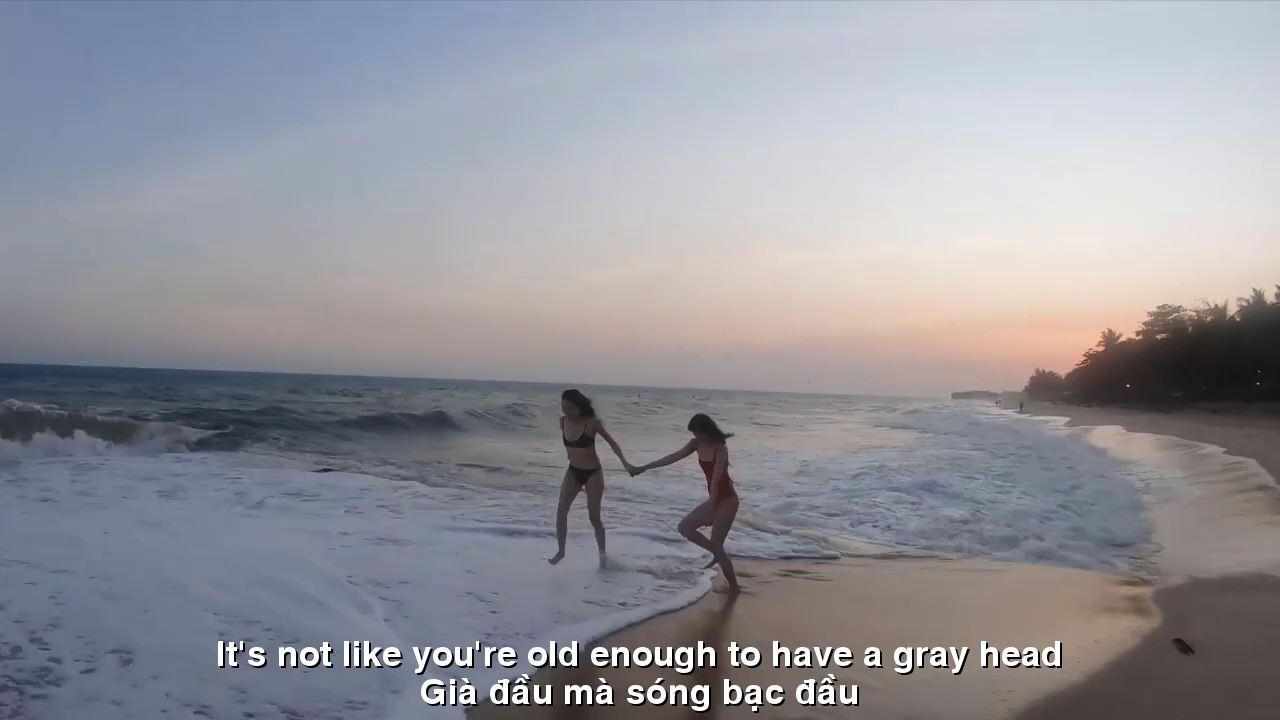 It's not like you're old enough to have a gray head
Già đầu mà sóng bạc đầu